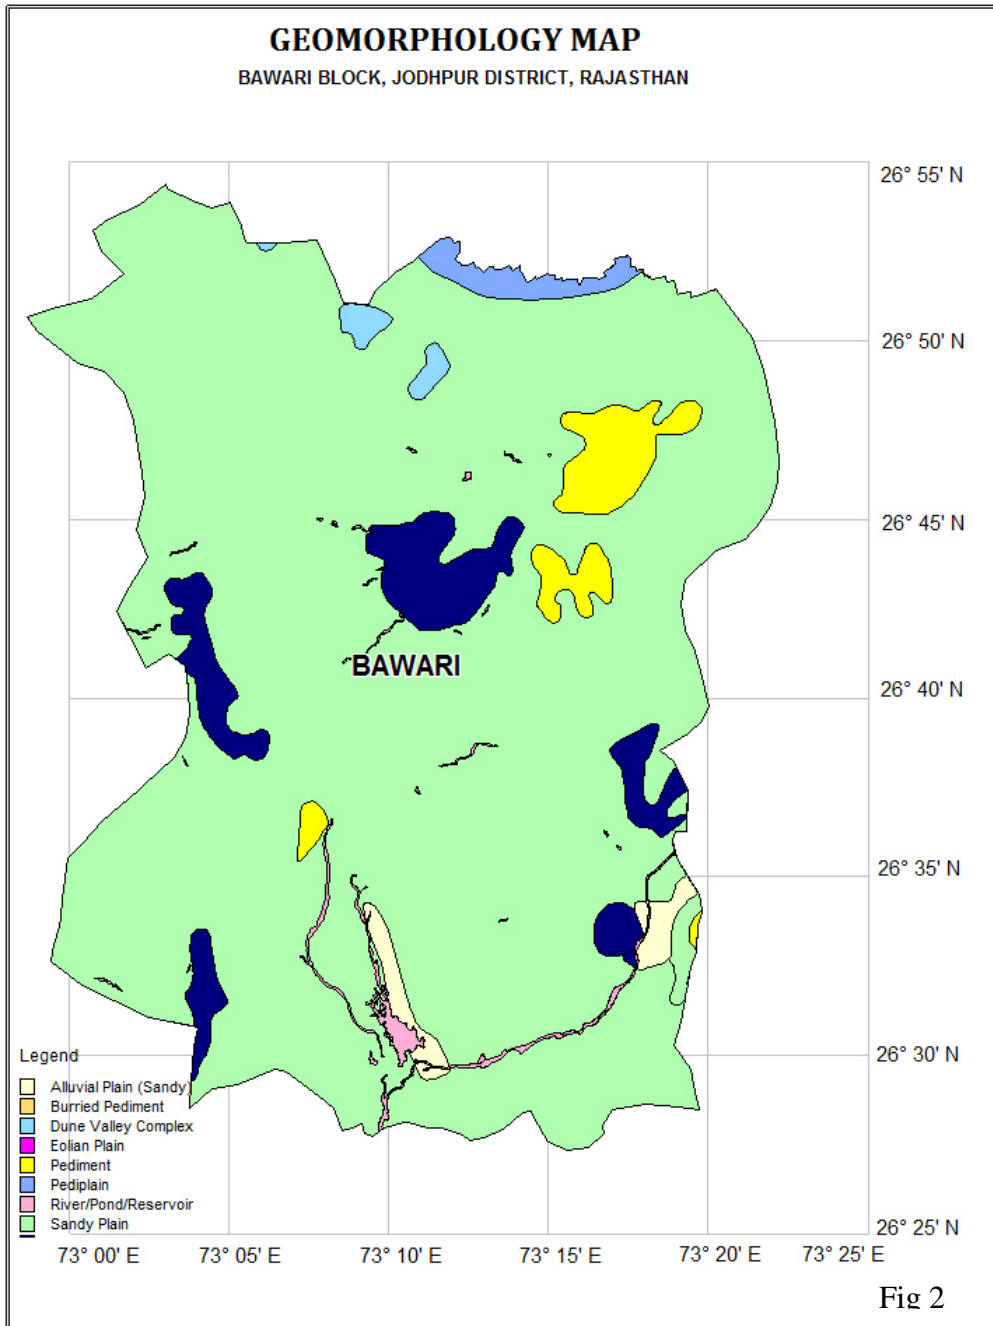 GEOMORPHOLOGY MAP
BAWARI BLOCK, JODHPUR DISTRICT, RAJASTHAN
26° 55' N
26° 50' N
26° 45' N
BAWARI
26° 40' N
26° 35' N
26° 30' N
Legend
Alluvial Plain (Sandy)
Burried Pediment
Dune Valley Complex
Eolian Plain
Pediment
Pediplain
River/Pond/Reservoir
Sandy Plain
26° 25' N
73° 00' E 73° 05' E 73° 10' E 73° 15' E 73° 20' E 73° 25' E
Fig 2